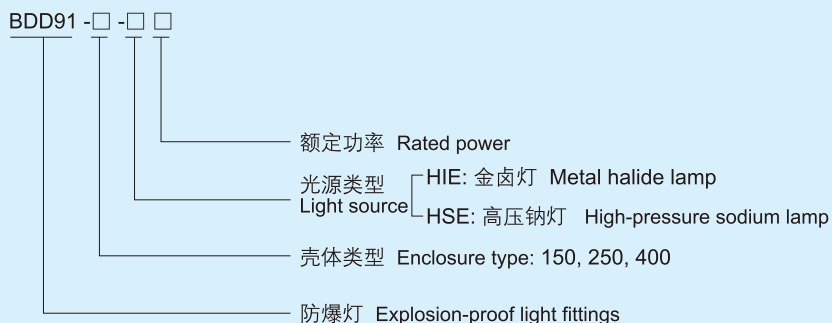 BDD91 -□ -□ □
额定功率 Rated power
光源类型
Light source
HIE: 金卤灯 Metal halide lamp
HSE: 高压钠灯 High-pressure sodium lamp
壳体类型 Enclosure type: 150, 250, 400
防爆灯 Explosion-proof light fittings